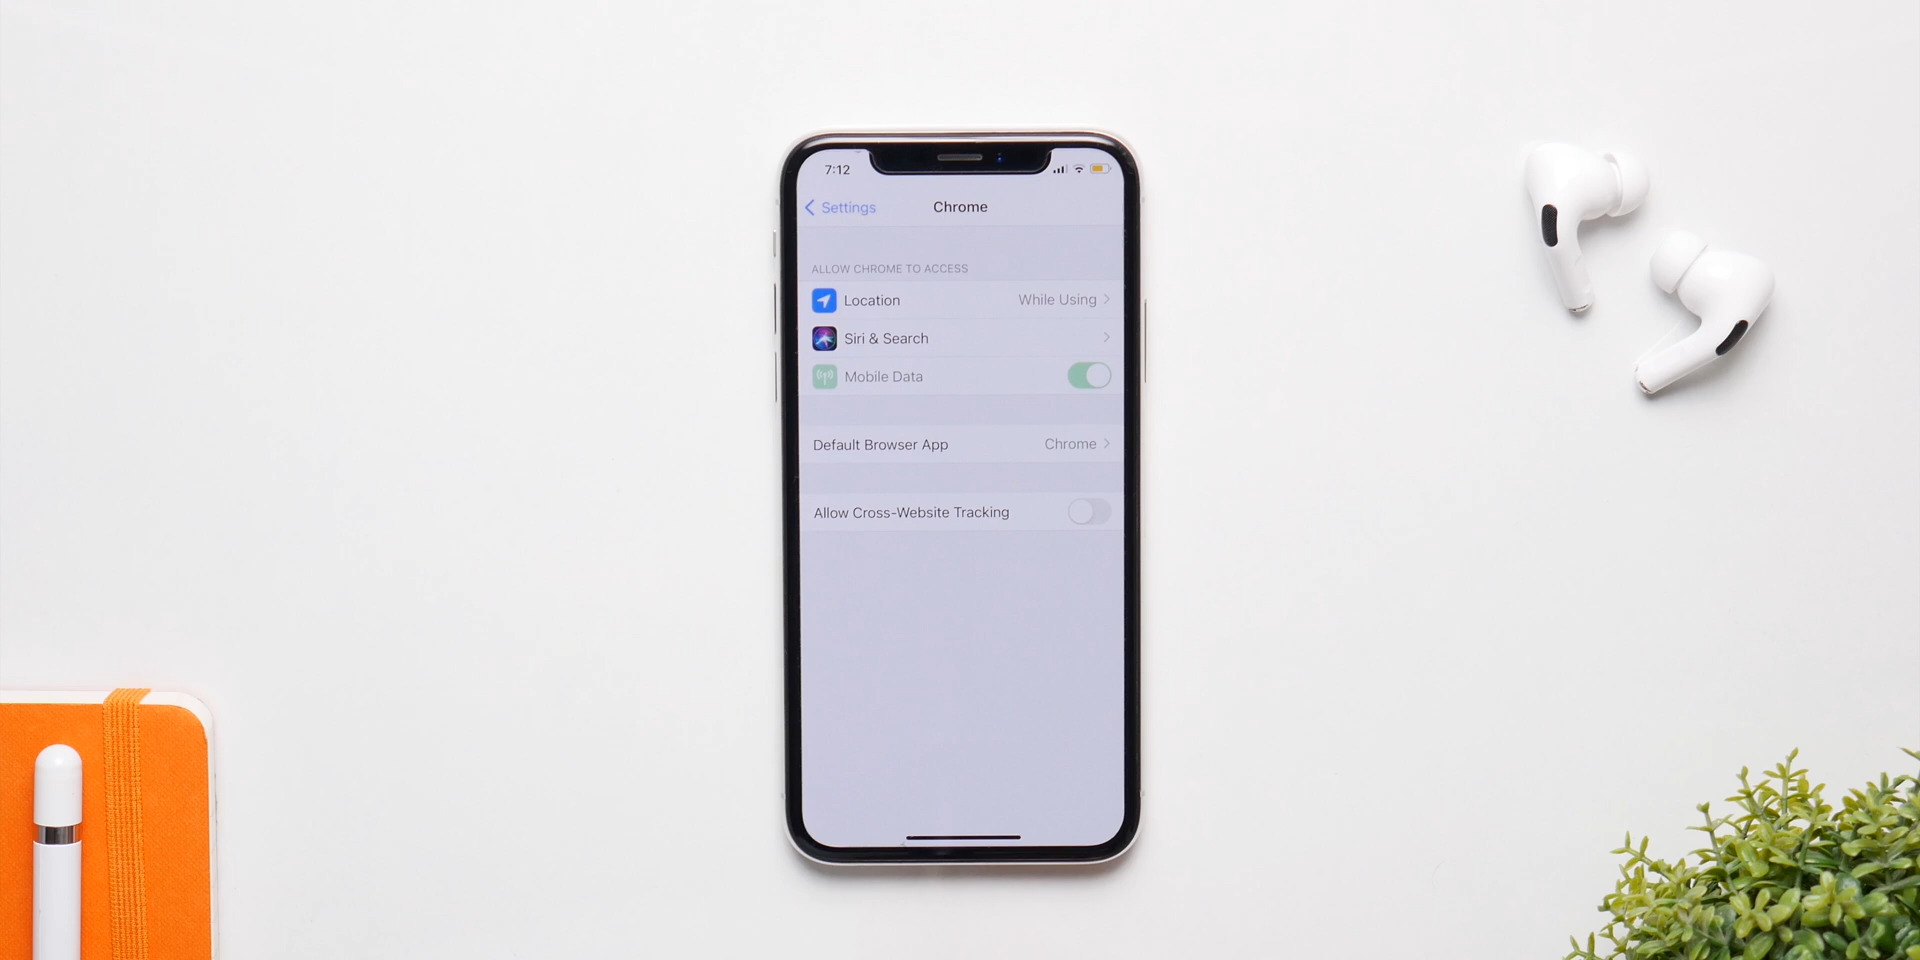 7:12
Settings
Chrome
ALLOW CHROME TO ACCESS
Location While Using
Siri & Search
Mobile Data
Default Browser App Chrome
Allow Cross-Website Tracking